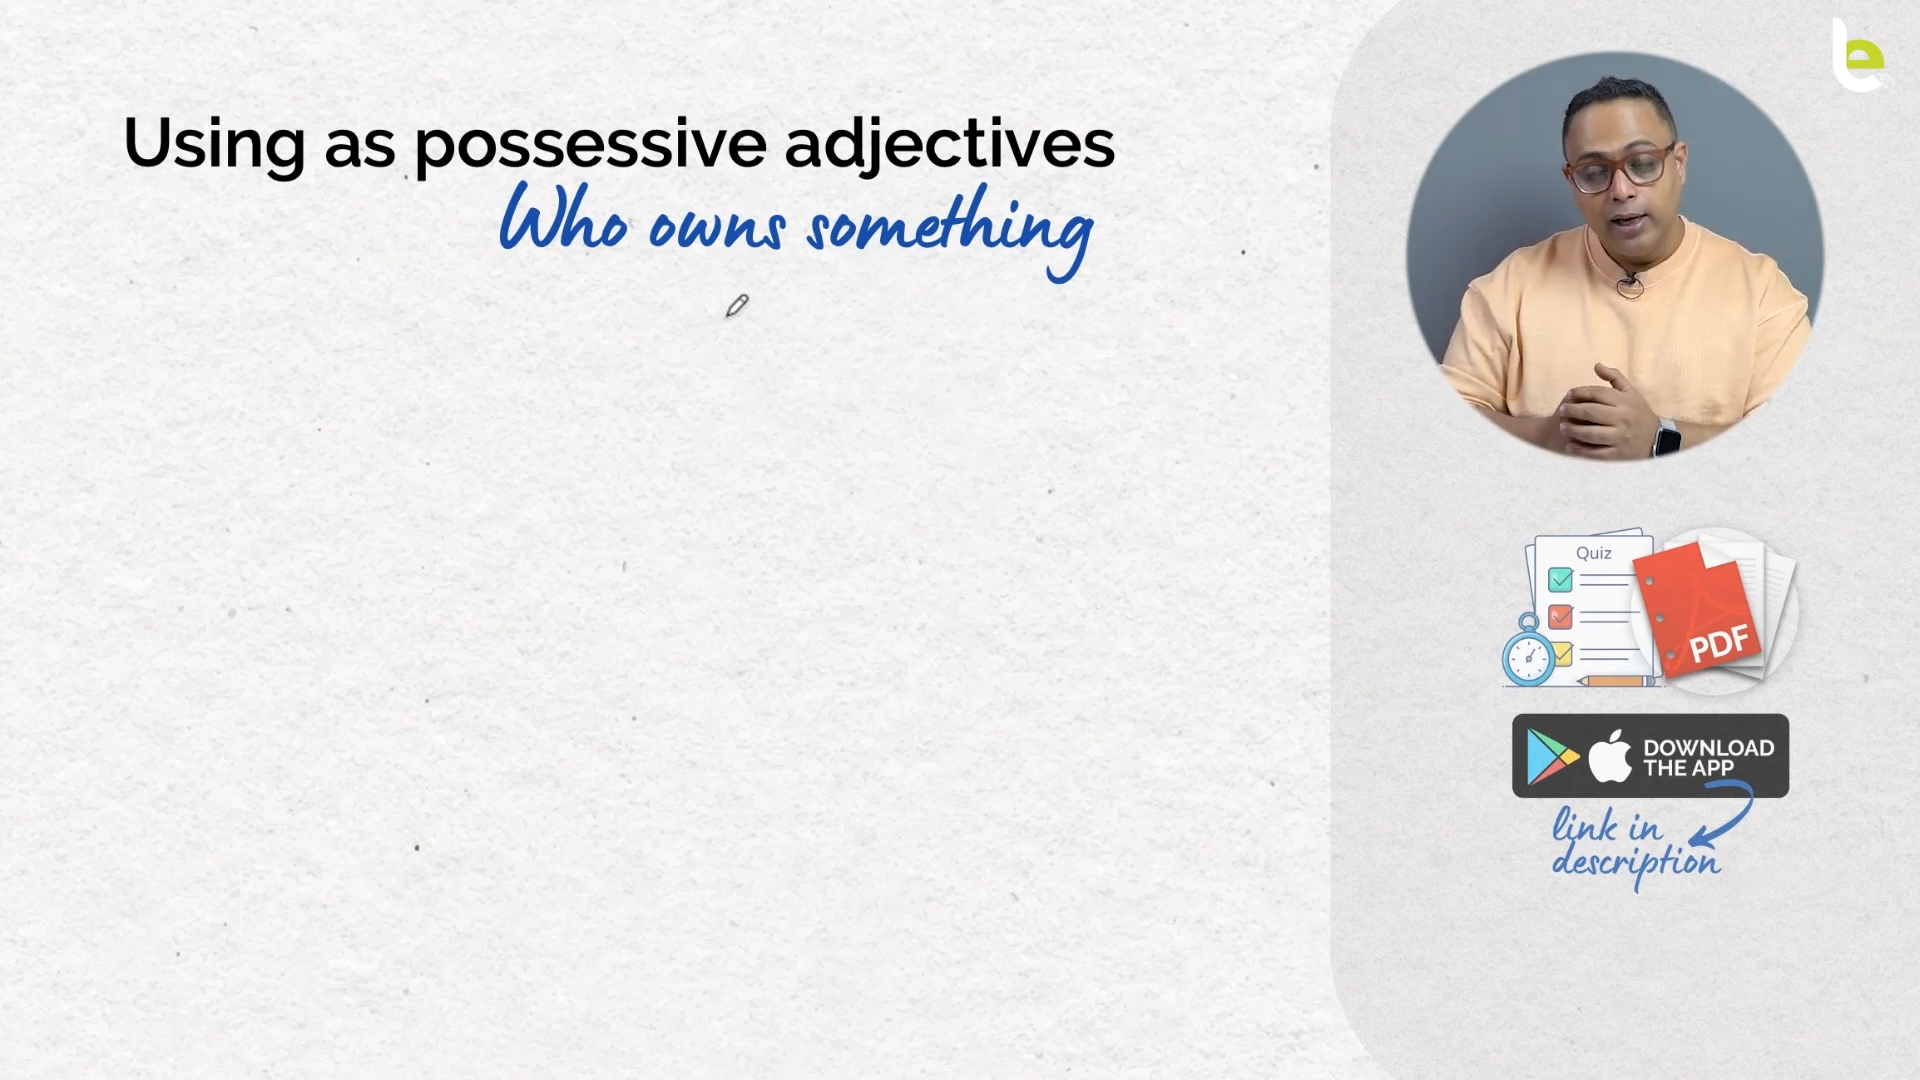 Using as possessive adjectives
Who owns something
Quiz
PDF
DOWNLOAD
THE APP
link in
description